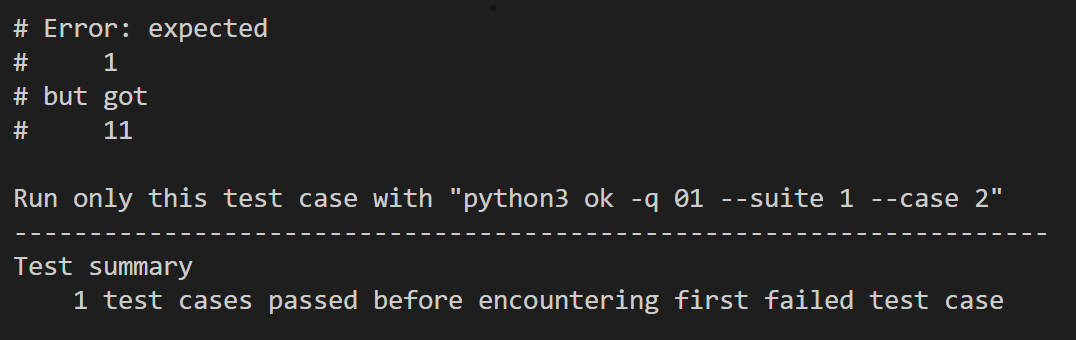 # Error: expected
#     1
# but got
#     11
Run only this test case with "python3 ok -q 01 --suite 1 --case 2"
---------------------------------------------------------------------
Test summary
    1 test cases passed before encountering first failed test case